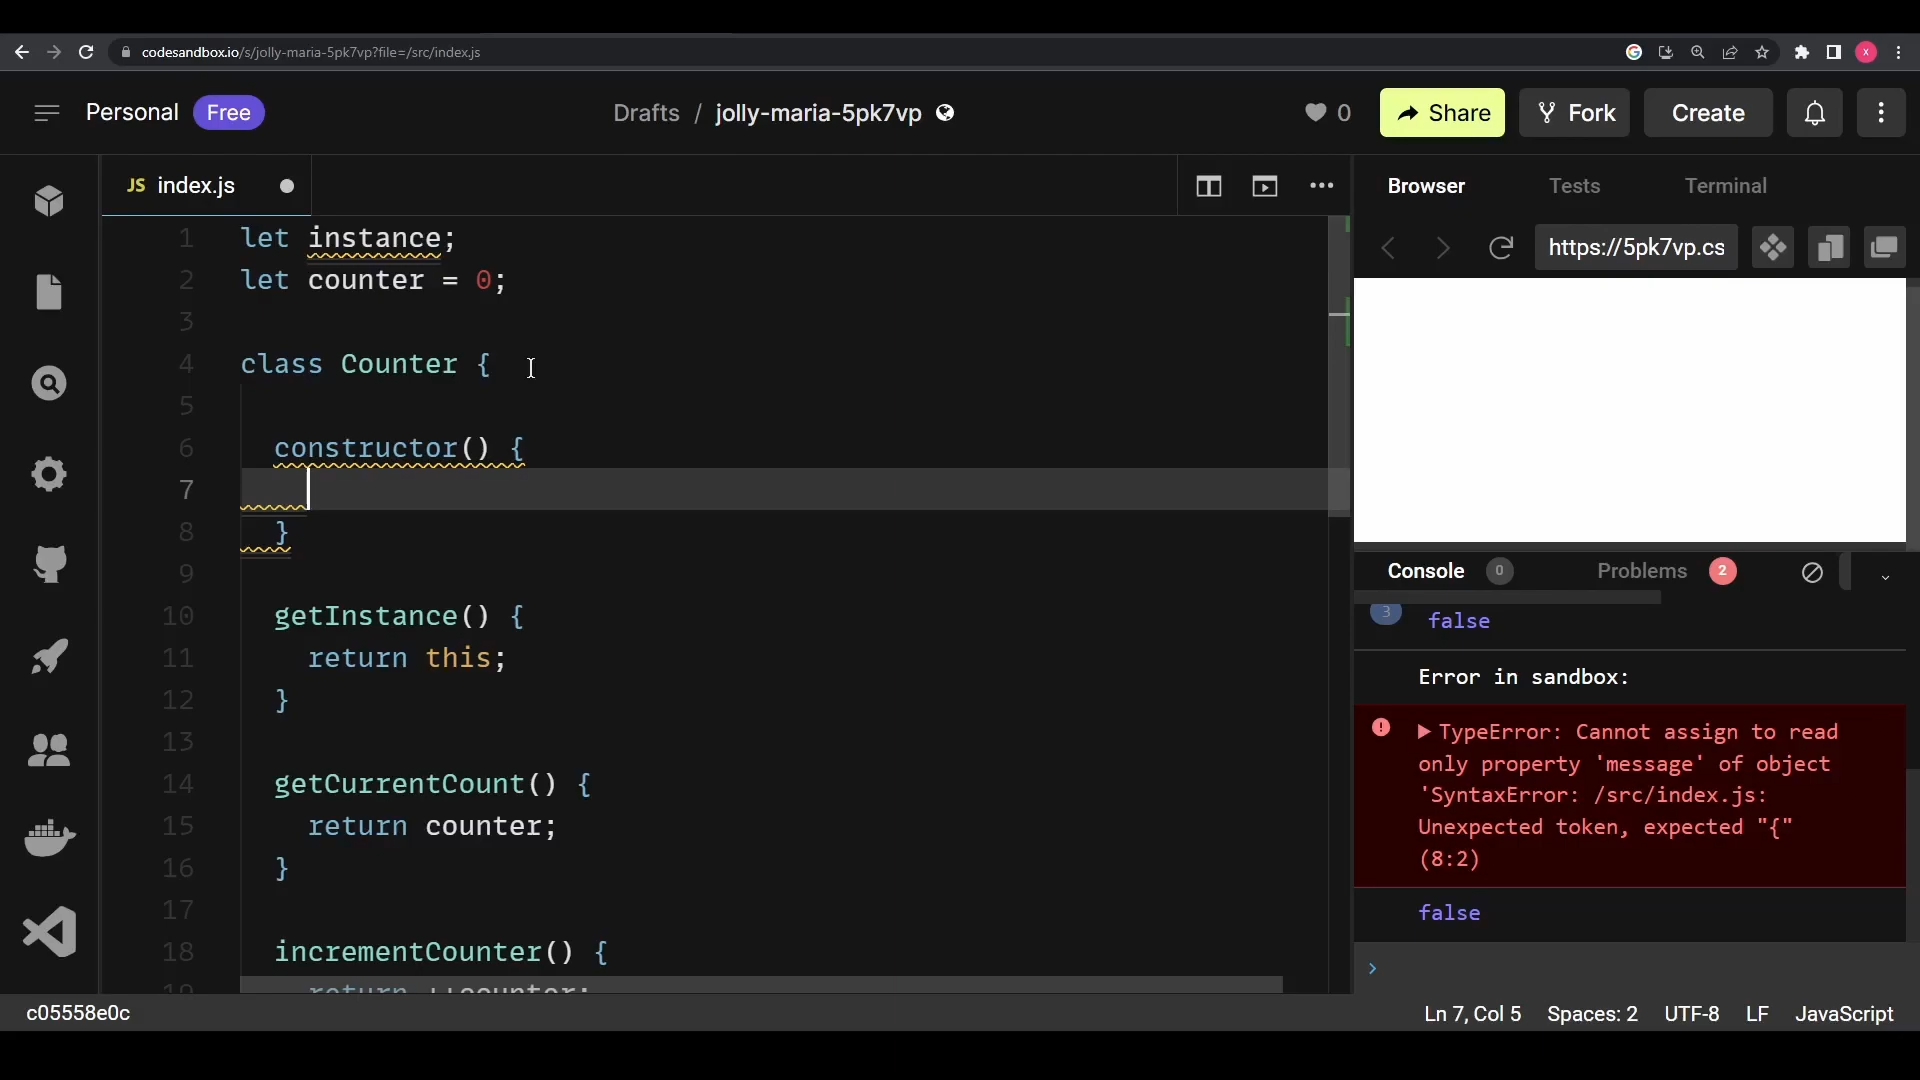 codesandbox.io/s/jolly-maria-5pk7vp?file=/src/index.js
x
Personal Free
Drafts / jolly-maria-5pk7vp
0
Share
Fork
Create
JS index.js
Browser
Tests
Terminal
https://5pk7vp.cs
1 let instance;
2 let counter = 0;
3
4 class Counter {
5
6 constructor() {
7
8 }
9
10 getInstance() {
11 return this;
12 }
13
14 getCurrentCount() {
15 return counter;
16 }
17
18 incrementCounter() {
19 return ++counter;
Console 0
Problems 2
3 false
Error in sandbox:
TypeError: Cannot assign to read
only property 'message' of object
'SyntaxError: /src/index.js:
Unexpected token, expected "{"
(8:2)
false
c05558e0c
Ln 7, Col 5
Spaces: 2
UTF-8
LF
JavaScript